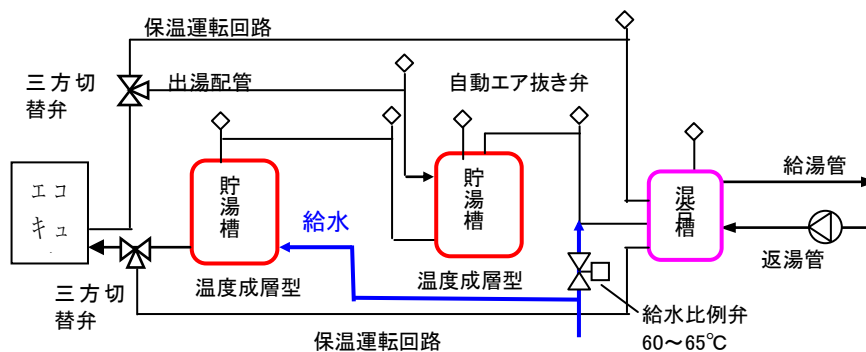 保温運転回路
三方切
替弁
出湯配管
自動エア抜き弁
エコ
キュ
貯湯槽
給水
貯湯槽
混合槽
給湯管
返湯管
温度成層型
温度成層型
三方切
替弁
保温運転回路
給水比例弁
60～65℃